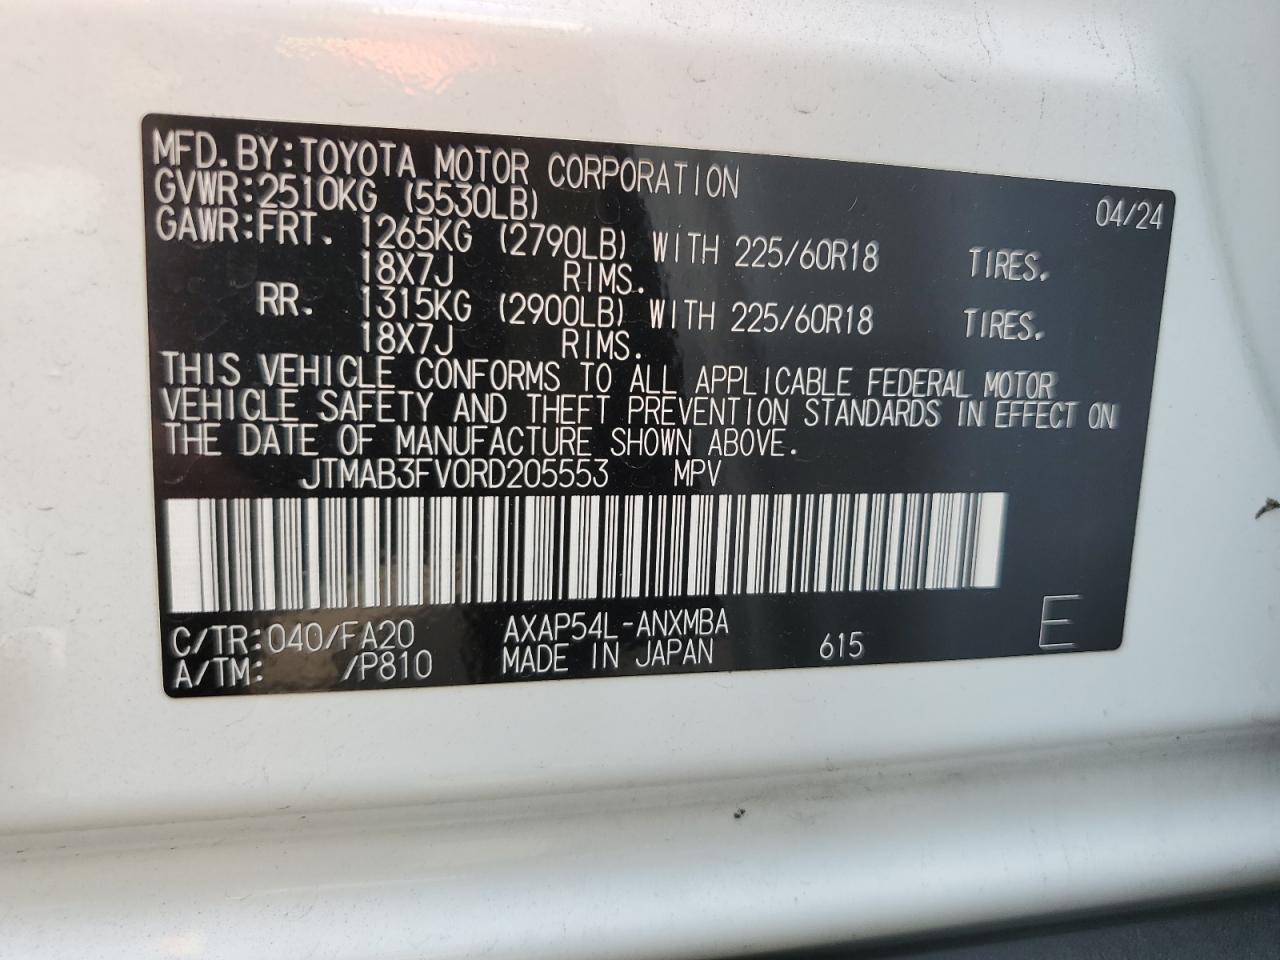 MFD.BY:TOYOTA MOTOR CORPORATION 04/24
GVWR:2510KG (5530LB)
GAWR:FRT. 1265KG (2790LB) WITH 225/60R18 TIRES.
18X7J RIMS.
RR. 1315KG (2900LB) WITH 225/60R18 TIRES.
18X7J RIMS.
THIS VEHICLE CONFORMS TO ALL APPLICABLE FEDERAL MOTOR
VEHICLE SAFETY AND THEFT PREVENTION STANDARDS IN EFFECT ON
THE DATE OF MANUFACTURE SHOWN ABOVE.
JTMAB3FV0RD205553 MPV
C/TR:040/FA20 AXAP54L-ANXMBA 615 E
A/TM: /P810 MADE IN JAPAN